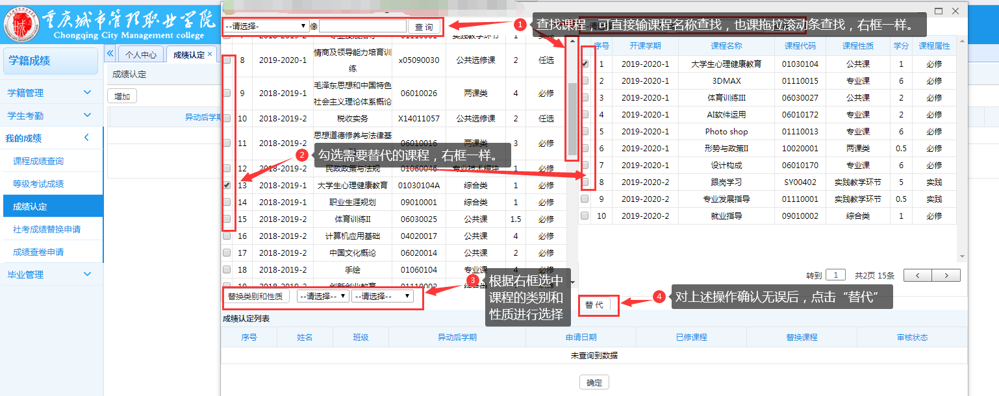 重庆城市管理职业学院
Chongqing City Management college
学籍成绩
学籍管理
学生考勤
我的成绩
课程成绩查询
等级考试成绩
成绩认定
社考成绩替换申请
成绩查卷申请
毕业管理
个人中心
成绩认定 ×
成绩认定
增加
异动后学期
--请选择-
像
查 询
1 查找课程，可直接输课程名称查找，也课拖拉滚动条查找，右框一样。
8 2019-2020-1 情商及领导能力培育训练 x05090030 公共选修课 2 任选
9 2018-2019-1 毛泽东思想和中国特色社会主义理论体系概论 06010026 两课类 4 必修
10 2018-2019-2 税收实务 X14011057 公共选修课 2 任选
11 2018-2019-2 思想道德修养与法律基 06010016 两课类 3 必修
2 勾选需要替代的课程，右框一样。
12 2018-2019-2 民政政策与法规 01060046 专业技术模块 1 必修
13 2018-2019-1 大学生心理健康教育 01030104A 综合类 1 必修
14 2018-2019-1 职业生涯规划 09010001 综合类 1 必修
15 2018-2019-2 体育训练II 06030025 公共课 1.5 必修
16 2018-2019-2 计算机应用基础 04020017 公共课 4 必修
17 2018-2019-2 中国文化概论 06020014 公共课 2 必修
18 2018-2019-2 手绘 01060104 专业课 4 必修
序号 开课学期 课程名称 课程代码 课程性质 学分 课程属性
1 2019-2020-1 大学生心理健康教育 01030104 公共课 1 必修
2 2019-2020-1 3DMAX 01110015 专业课 6 必修
3 2019-2020-1 体育训练III 06030027 公共课 2 必修
4 2019-2020-1 AI软件运用 06010172 专业课 2 必修
5 2019-2020-1 Photo shop 01110013 专业课 6 必修
6 2019-2020-1 形势与政策II 10020001 两课类 0.5 必修
7 2019-2020-1 设计构成 06010170 专业课 6 必修
8 2019-2020-2 跟岗学习 SY00402 实践教学环节 5 实践
9 2019-2020-2 专业发展指导 01110001 实践教学环节 0.5 实践
10 2019-2020-2 就业指导 09010002 综合类 1 必修
转到 1 共2页 15条 < >
替换类别和性质
--请选择--
--请选择--
3 根据右框选中
课程的类别和
性质进行选择
替 代
4 对上述操作确认无误后，点击“替代”
成绩认定列表
序号 姓名 班级 异动后学期 申请日期 已修课程 替换课程 审核状态
未查询到数据
确定